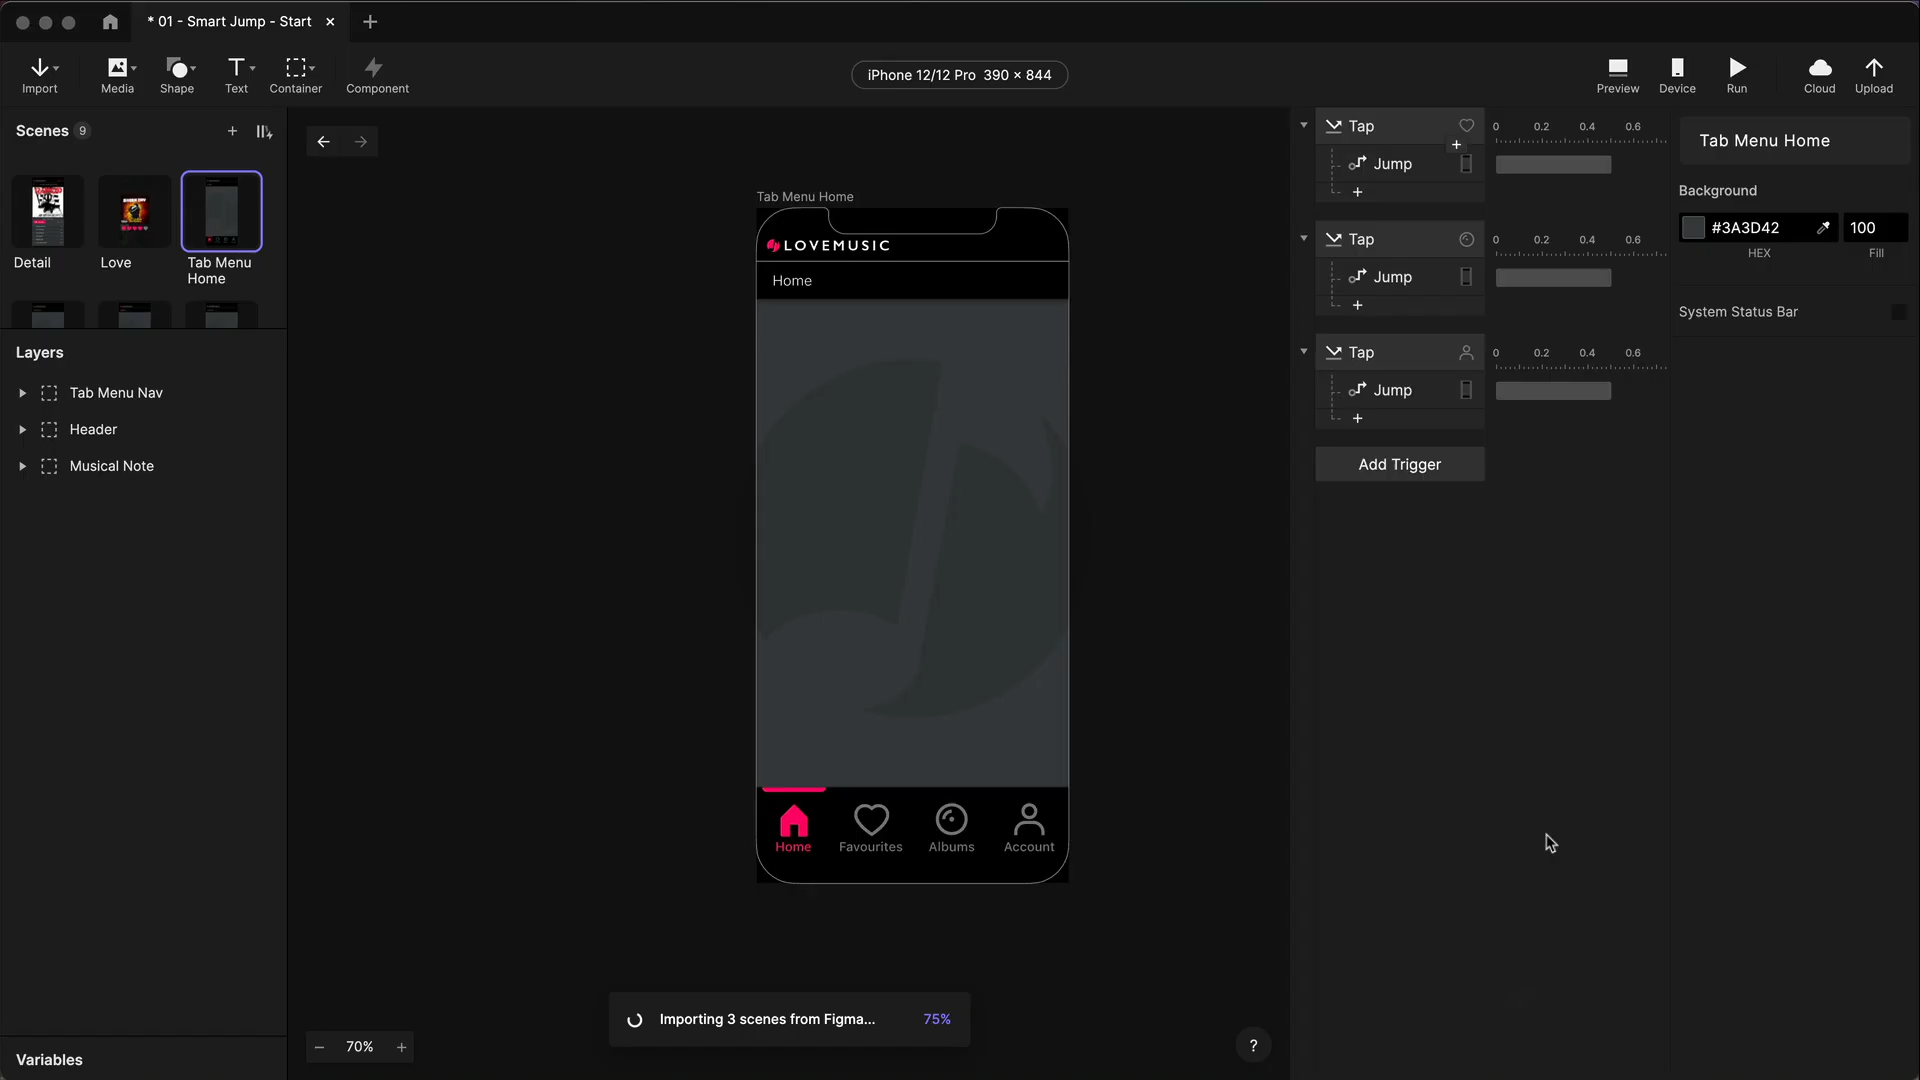 * 01 - Smart Jump - Start
Import
Media
Shape
Text
Container
Component
iPhone 12/12 Pro 390 × 844
Preview
Device
Run
Cloud
Upload
Scenes 9
Detail
Love
Tab Menu
Home
Layers
Tab Menu Nav
Header
Musical Note
Variables
Tab Menu Home
LOVEMUSIC
Home
Home
Favourites
Albums
Account
70%
Importing 3 scenes from Figma...
75%
?
Tap
0 0.2 0.4 0.6
Jump
Tap
0 0.2 0.4 0.6
Jump
Tap
0 0.2 0.4 0.6
Jump
Add Trigger
Tab Menu Home
Background
#3A3D42
100
HEX
Fill
System Status Bar